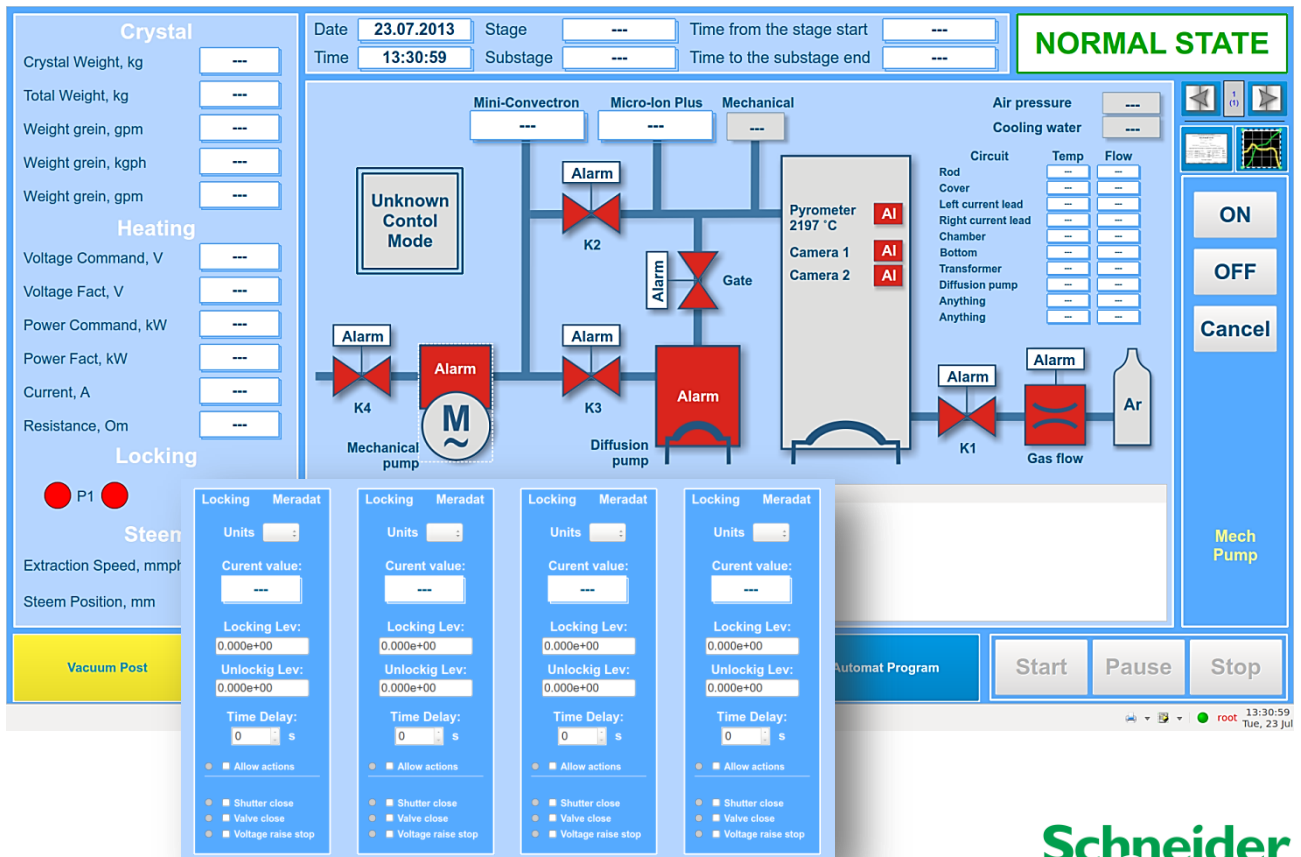 Crystal
Crystal Weight, kg ---
Total Weight, kg ---
Weight grein, gpm ---
Weight grein, kgph ---
Weight grein, gpm ---
Heating
Voltage Command, V ---
Voltage Fact, V ---
Power Command, kW ---
Power Fact, kW ---
Current, A ---
Resistance, Om ---
Locking
P1
Steem
Extraction Speed, mmph
Steem Position, mm
Date 23.07.2013 Stage --- Time from the stage start ---
Time 13:30:59 Substage --- Time to the substage end ---
NORMAL STATE
Mini-Convectron Micro-Ion Plus Mechanical
--- --- ---
Air pressure ---
Cooling water ---
Circuit Temp Flow
Rod --- ---
Cover --- ---
Left current lead --- ---
Right current lead --- ---
Chamber --- ---
Bottom --- ---
Transformer --- ---
Diffusion pump --- ---
Anything --- ---
Anything --- ---
Unknown
Contol
Mode
Alarm
K2
Alarm
Gate
Pyrometer
2197 °C
Al
Camera 1 Al
Camera 2 Al
Alarm
K4
Alarm
M
~
Mechanical
pump
Alarm
K3
Alarm
Diffusion
pump
Alarm
K1
Alarm
Gas flow
Ar
1
(1)
ON
OFF
Cancel
Mech
Pump
Locking Meradat Locking Meradat Locking Meradat Locking Meradat
Units Units Units Units
Curent value: Curent value: Curent value: Curent value:
--- --- --- ---
Locking Lev: Locking Lev: Locking Lev: Locking Lev:
0.000e+00 0.000e+00 0.000e+00 0.000e+00
Unlockig Lev: Unlockig Lev: Unlockig Lev: Unlockig Lev:
0.000e+00 0.000e+00 0.000e+00 0.000e+00
Time Delay: Time Delay: Time Delay: Time Delay:
0 s 0 s 0 s 0 s
Allow actions Allow actions Allow actions Allow actions
Shutter close Shutter close Shutter close Shutter close
Valve close Valve close Valve close Valve close
Voltage raise stop Voltage raise stop Voltage raise stop Voltage raise stop
Vacuum Post
Automat Program
Start Pause Stop
root 13:30:59
Tue, 23 Jul
Schneider